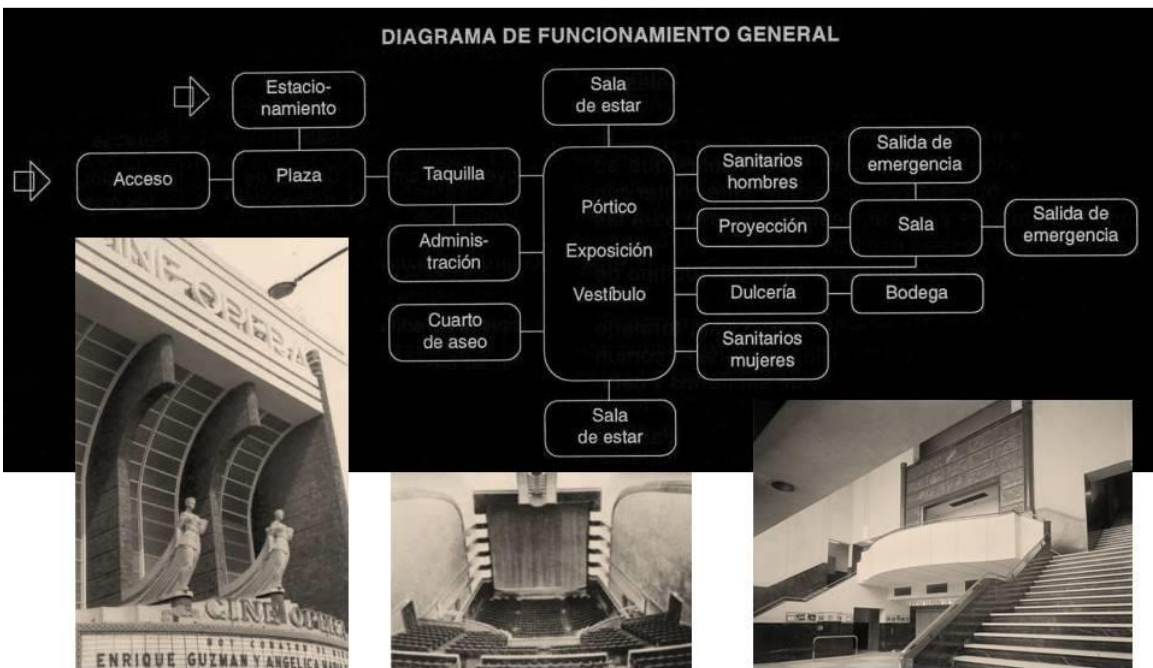 DIAGRAMA DE FUNCIONAMIENTO GENERAL
Estacio-
namiento
Sala
de estar
Acceso
Plaza
Taquilla
Adminis-
tración
Cuarto
de aseo
Pórtico
Exposición
Vestíbulo
Sanitarios
hombres
Proyección
Dulcería
Sanitarios
mujeres
Salida de
emergencia
Sala
Salida de
emergencia
Bodega
Sala
de estar
CINE OPERA
CINE OPERA
ENRIQUE GUZMAN Y ANGELICA